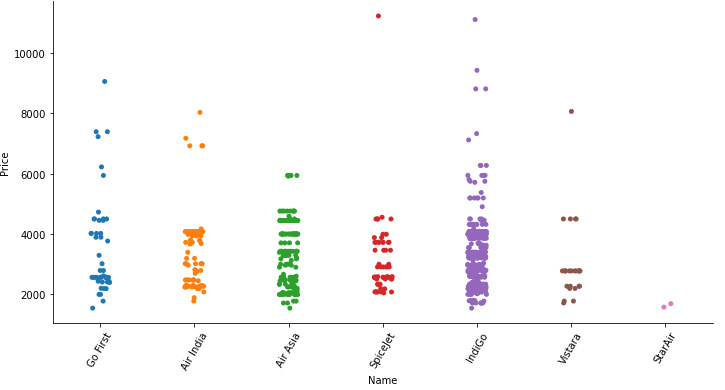 10000
8000
6000
4000
2000
Price
Go First
Air India
Air Asia
SpiceJet
IndiGo
Vistara
StarAir
Name